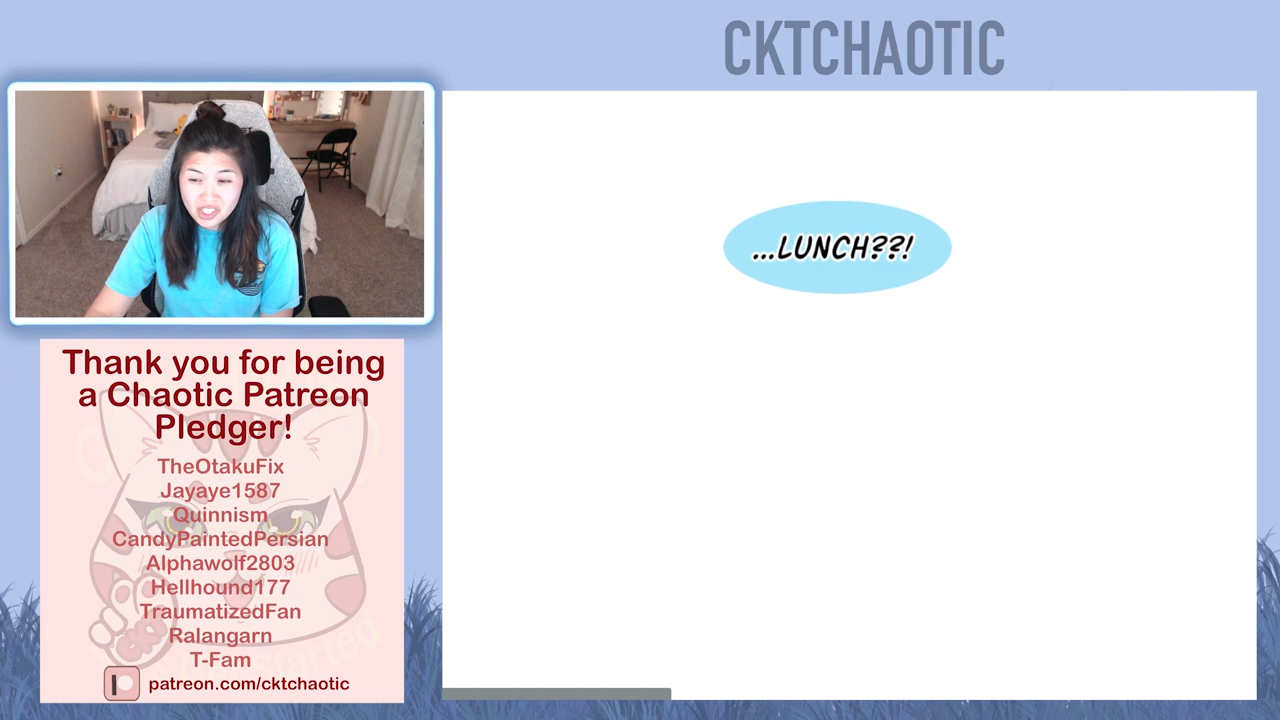 CKTCHAOTIC
...LUNCH??!
Thank you for being
a Chaotic Patreon
Pledger!
TheOtakuFix
Jayaye1587
Quinnism
CandyPaintedPersian
Alphawolf2803
Hellhound177
TraumatizedFan
Ralangarn
T-Fam
patreon.com/cktchaotic